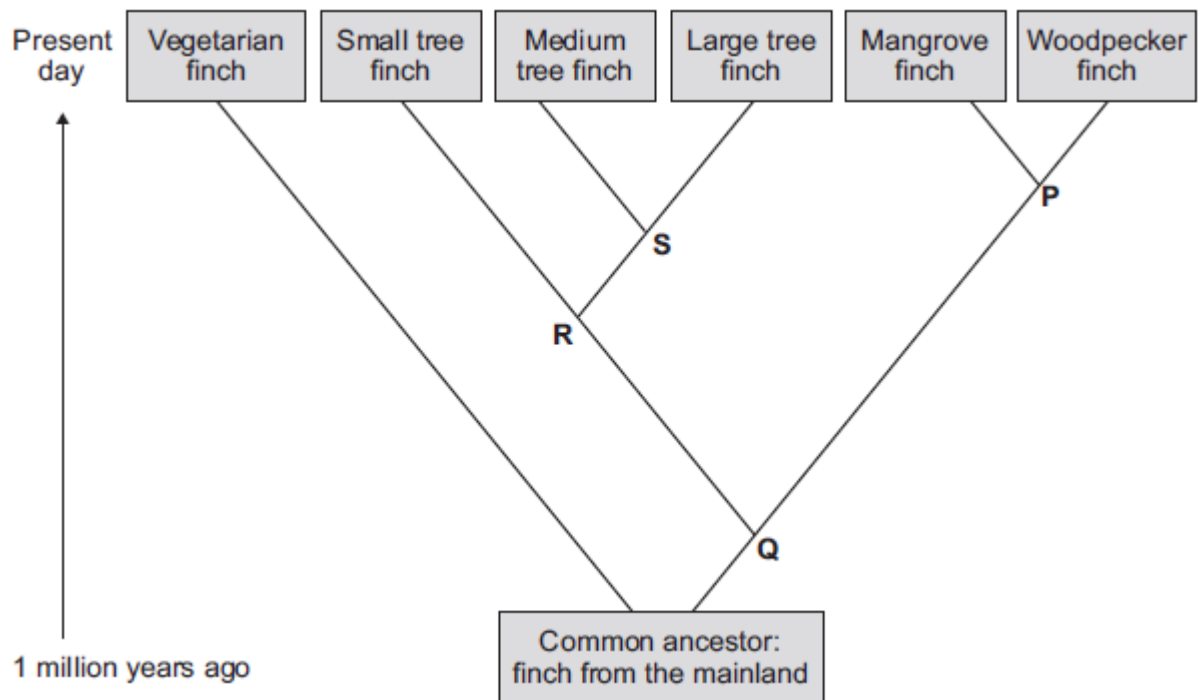 Present
day
Vegetarian
finch
Small tree
finch
Medium
tree finch
Large tree
finch
Mangrove
finch
Woodpecker
finch
P
S
R
Q
Common ancestor:
finch from the mainland
1 million years ago